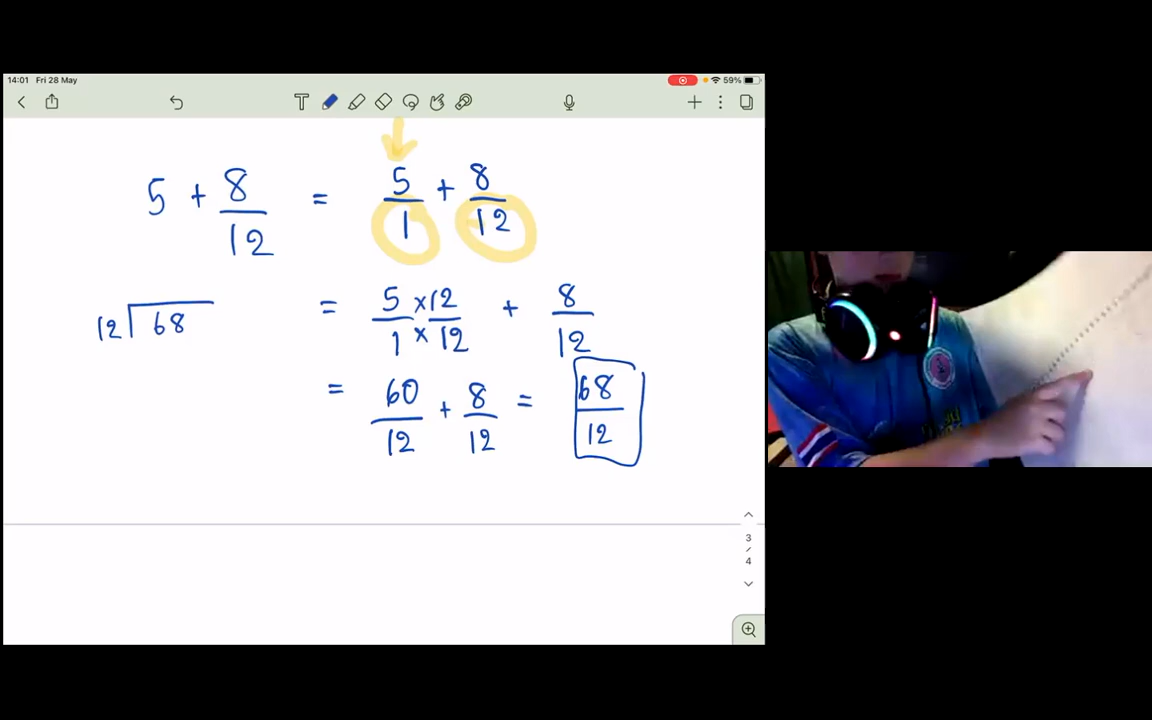 14:01 Fri 28 May
59%
T
5 + 8/12 = 5/1 + 8/12
12 68 = 5 × 12 / 1 × 12 + 8/12
= 60/12 + 8/12 = 68/12
3
/
4